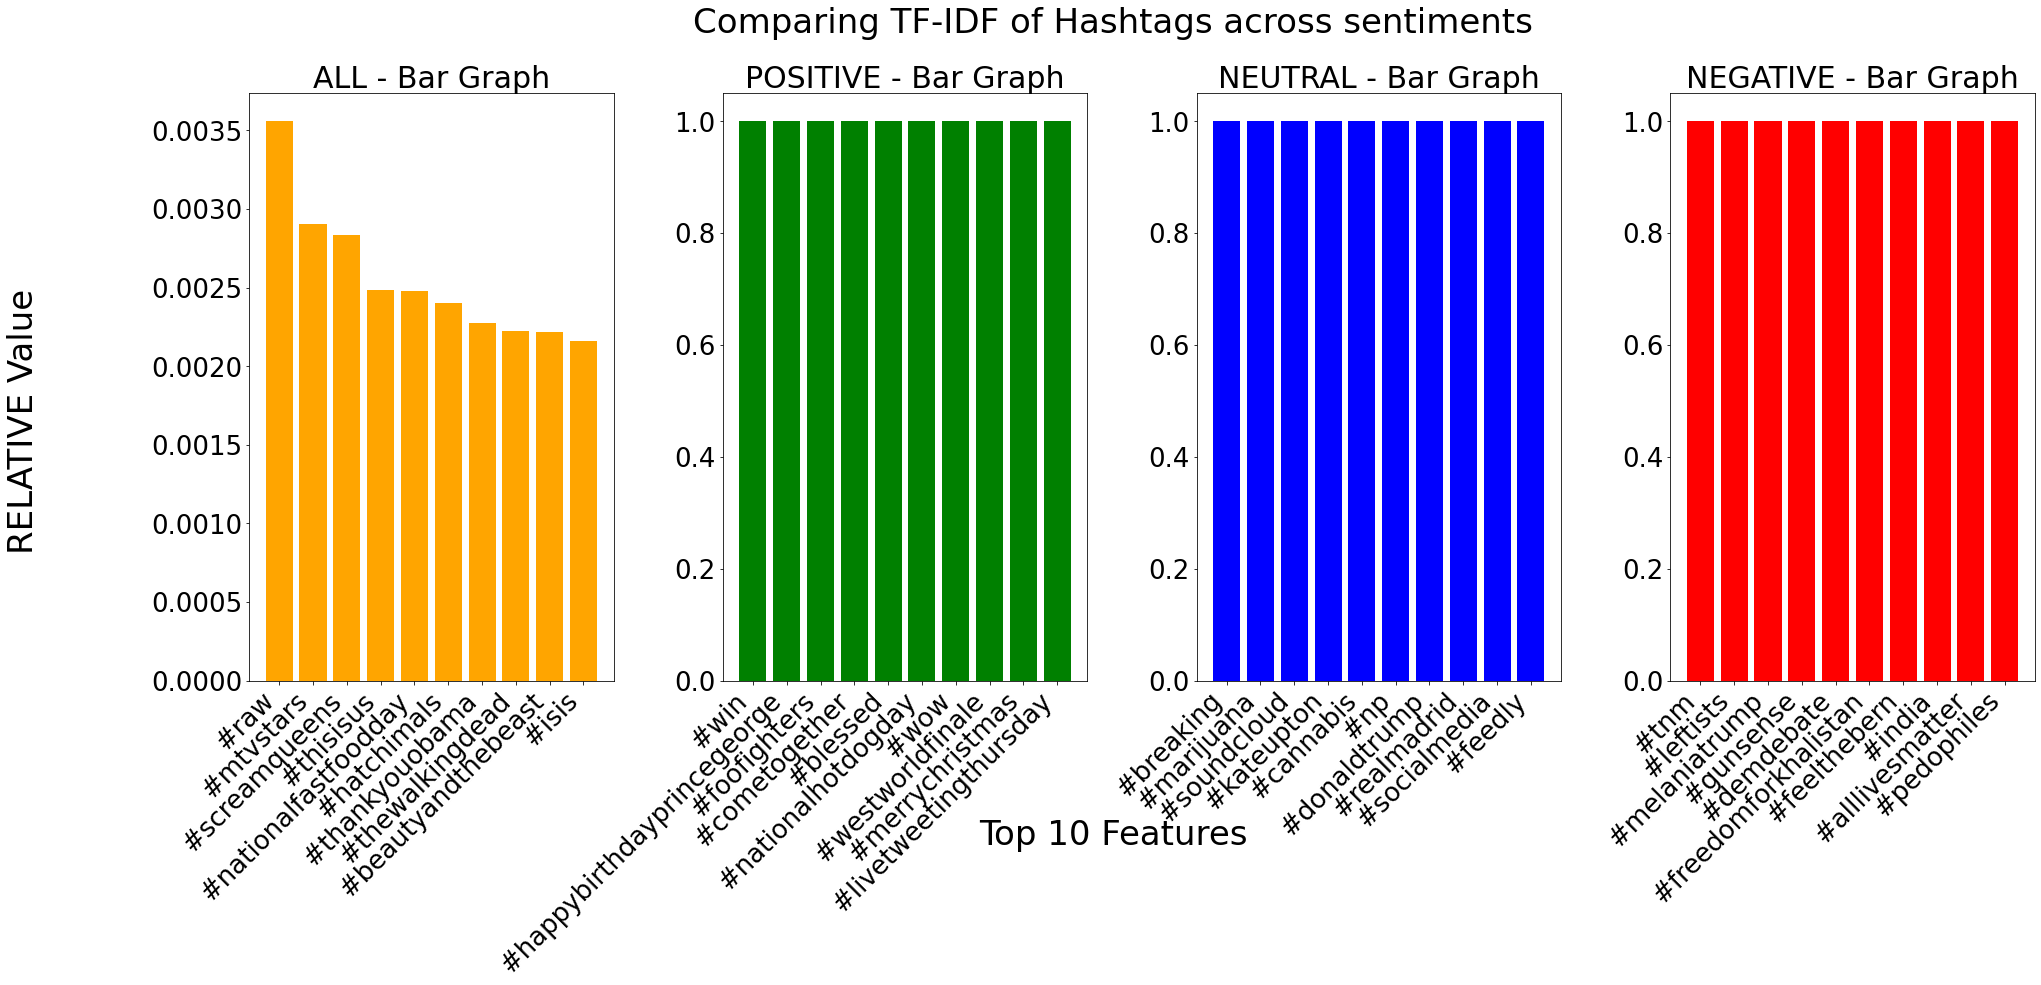 Comparing TF-IDF of Hashtags across sentiments
RELATIVE Value
ALL - Bar Graph
0.0035
0.0030
0.0025
0.0020
0.0015
0.0010
0.0005
0.0000
#raw
#mtvstars
#screamqueens
#thisisus
#nationalfastfoodday
#hatchimals
#thankyouobama
#thewalkingdead
#beautyandthebeast
#isis
POSITIVE - Bar Graph
1.0
0.8
0.6
0.4
0.2
0.0
#win
#happybirthdayprincegeorge
#foofighters
#cometogether
#blessed
#nationalhotdogday
#wow
#westworldfinale
#merrychristmas
#livetweetingthursday
NEUTRAL - Bar Graph
1.0
0.8
0.6
0.4
0.2
0.0
#breaking
#marijuana
#soundcloud
#kateupton
#cannabis
#np
#donaldtrump
#realmadrid
#socialmedia
#feedly
NEGATIVE - Bar Graph
1.0
0.8
0.6
0.4
0.2
0.0
#tnm
#leftists
#melaniatrump
#gunsense
#demdebate
#freedomforkhalistan
#feelthebern
#india
#allllivesmatter
#pedophiles
Top 10 Features